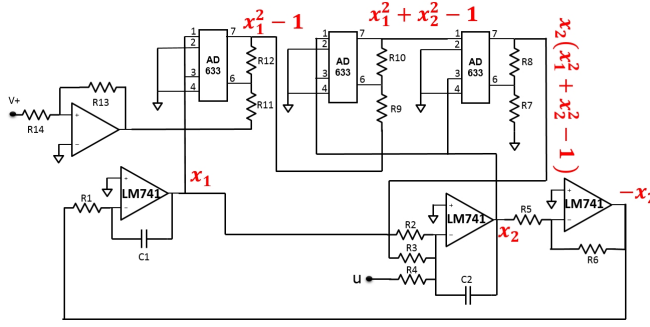 x₁² − 1
x₁² + x₂² − 1
1 7
2
AD
633
3
4 6
R12
R11
1 7
2
AD
633
3
4 6
R10
R9
1 7
2
AD
633
3
4 6
R8
R7
x₂(x₁² + x₂² − 1)
V+
R13
R14
+
−
R1
+
LM741
−
C1
x₁
R2
R3
R4
u
+
LM741
−
C2
x₂
R5
+
LM741
−
R6